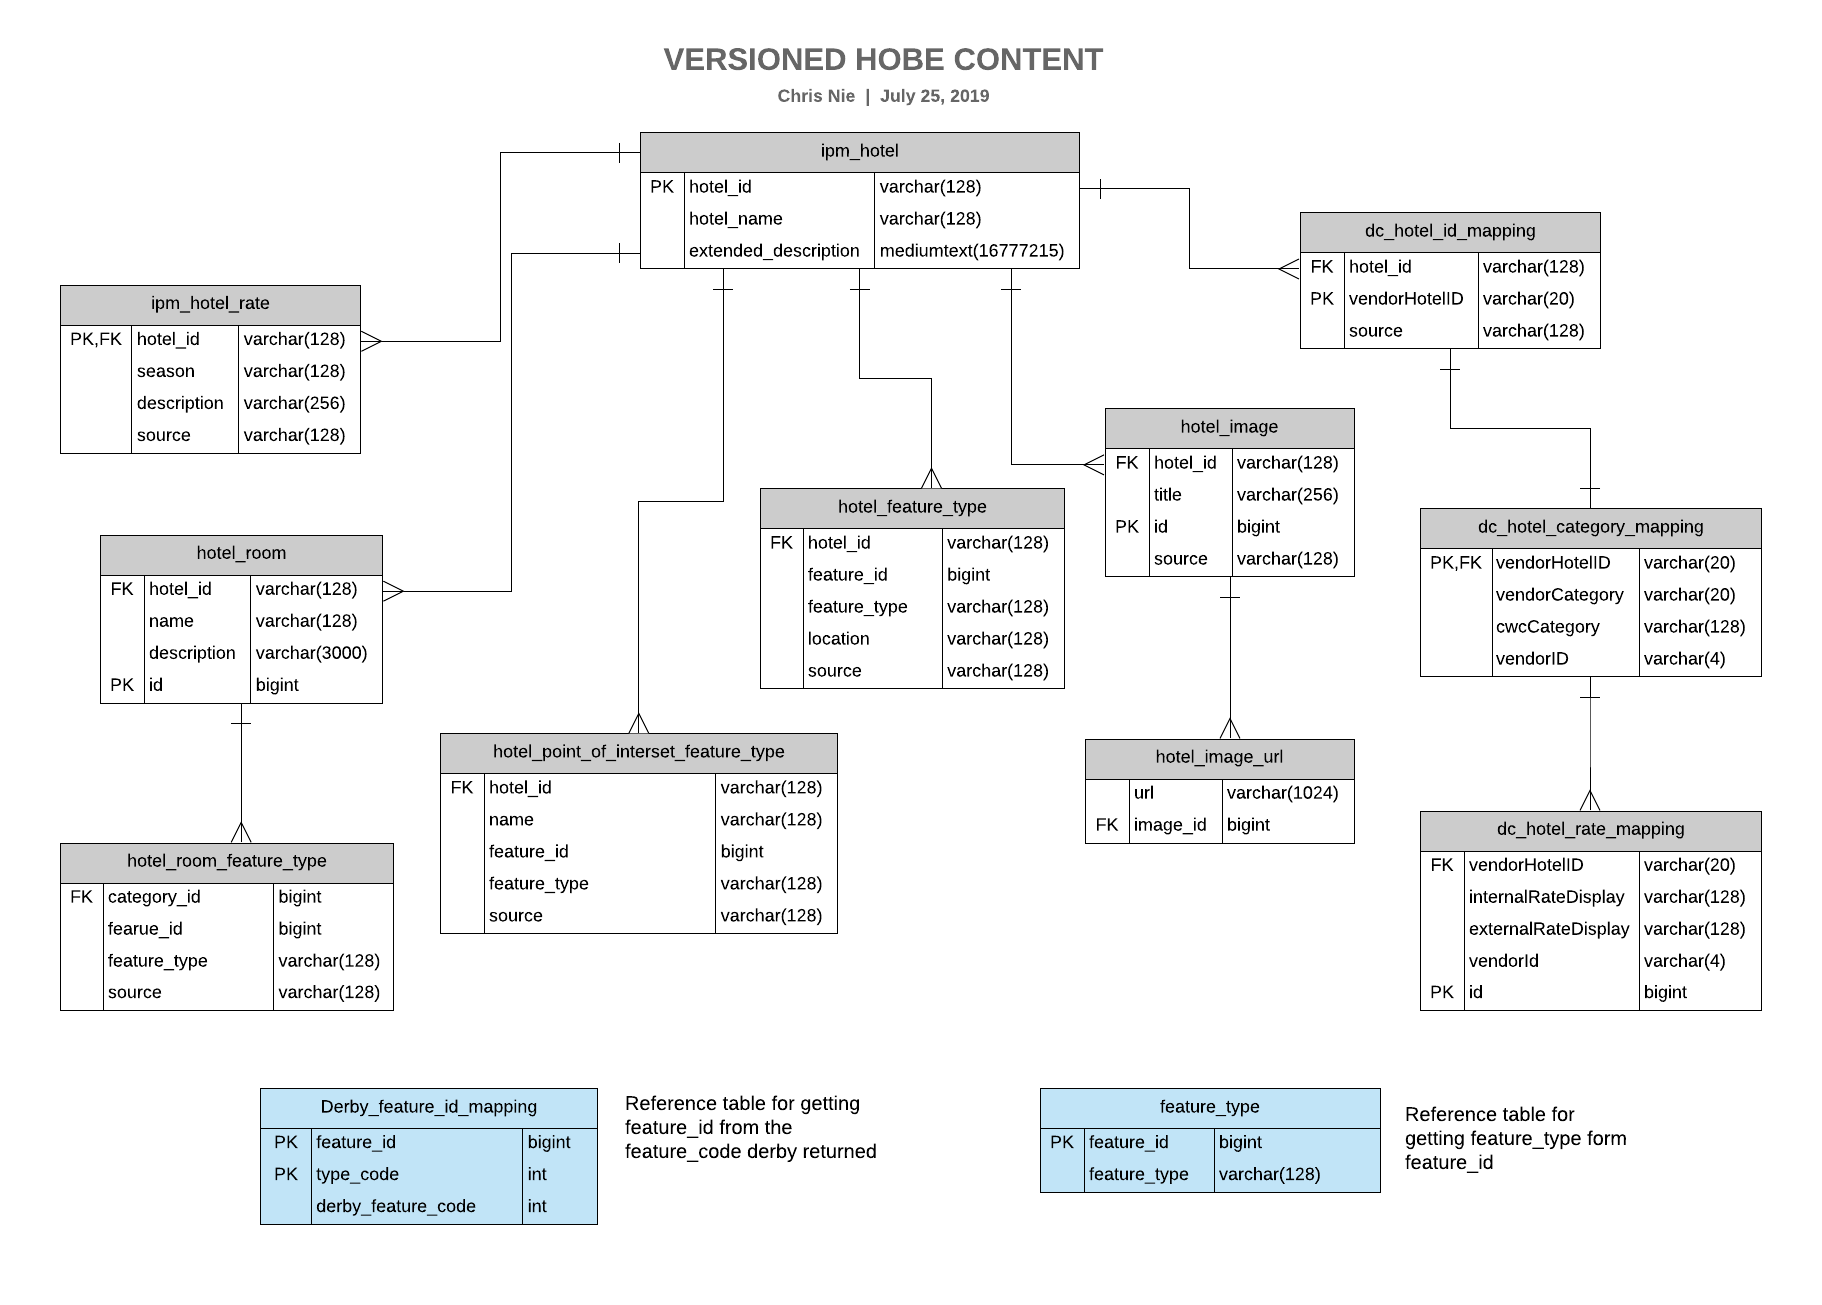 VERSIONED HOBE CONTENT
Chris Nie | July 25, 2019
ipm_hotel
PK hotel_id varchar(128)
hotel_name varchar(128)
extended_description mediumtext(16777215)
dc_hotel_id_mapping
FK hotel_id varchar(128)
PK vendorHotelID varchar(20)
source varchar(128)
ipm_hotel_rate
PK,FK hotel_id varchar(128)
season varchar(128)
description varchar(256)
source varchar(128)
hotel_image
FK hotel_id varchar(128)
title varchar(256)
PK id bigint
source varchar(128)
hotel_feature_type
FK hotel_id varchar(128)
feature_id bigint
feature_type varchar(128)
location varchar(128)
source varchar(128)
dc_hotel_category_mapping
PK,FK vendorHotelID varchar(20)
vendorCategory varchar(20)
cwcCategory varchar(128)
vendorID varchar(4)
hotel_room
FK hotel_id varchar(128)
name varchar(128)
description varchar(3000)
PK id bigint
hotel_point_of_interset_feature_type
FK hotel_id varchar(128)
name varchar(128)
feature_id bigint
feature_type varchar(128)
source varchar(128)
hotel_image_url
url varchar(1024)
FK image_id bigint
dc_hotel_rate_mapping
FK vendorHotelID varchar(20)
internalRateDisplay varchar(128)
externalRateDisplay varchar(128)
vendorId varchar(4)
PK id bigint
hotel_room_feature_type
FK category_id bigint
fearue_id bigint
feature_type varchar(128)
source varchar(128)
Derby_feature_id_mapping
PK feature_id bigint
PK type_code int
derby_feature_code int
Reference table for getting
feature_id from the
feature_code derby returned
feature_type
PK feature_id bigint
feature_type varchar(128)
Reference table for
getting feature_type form
feature_id